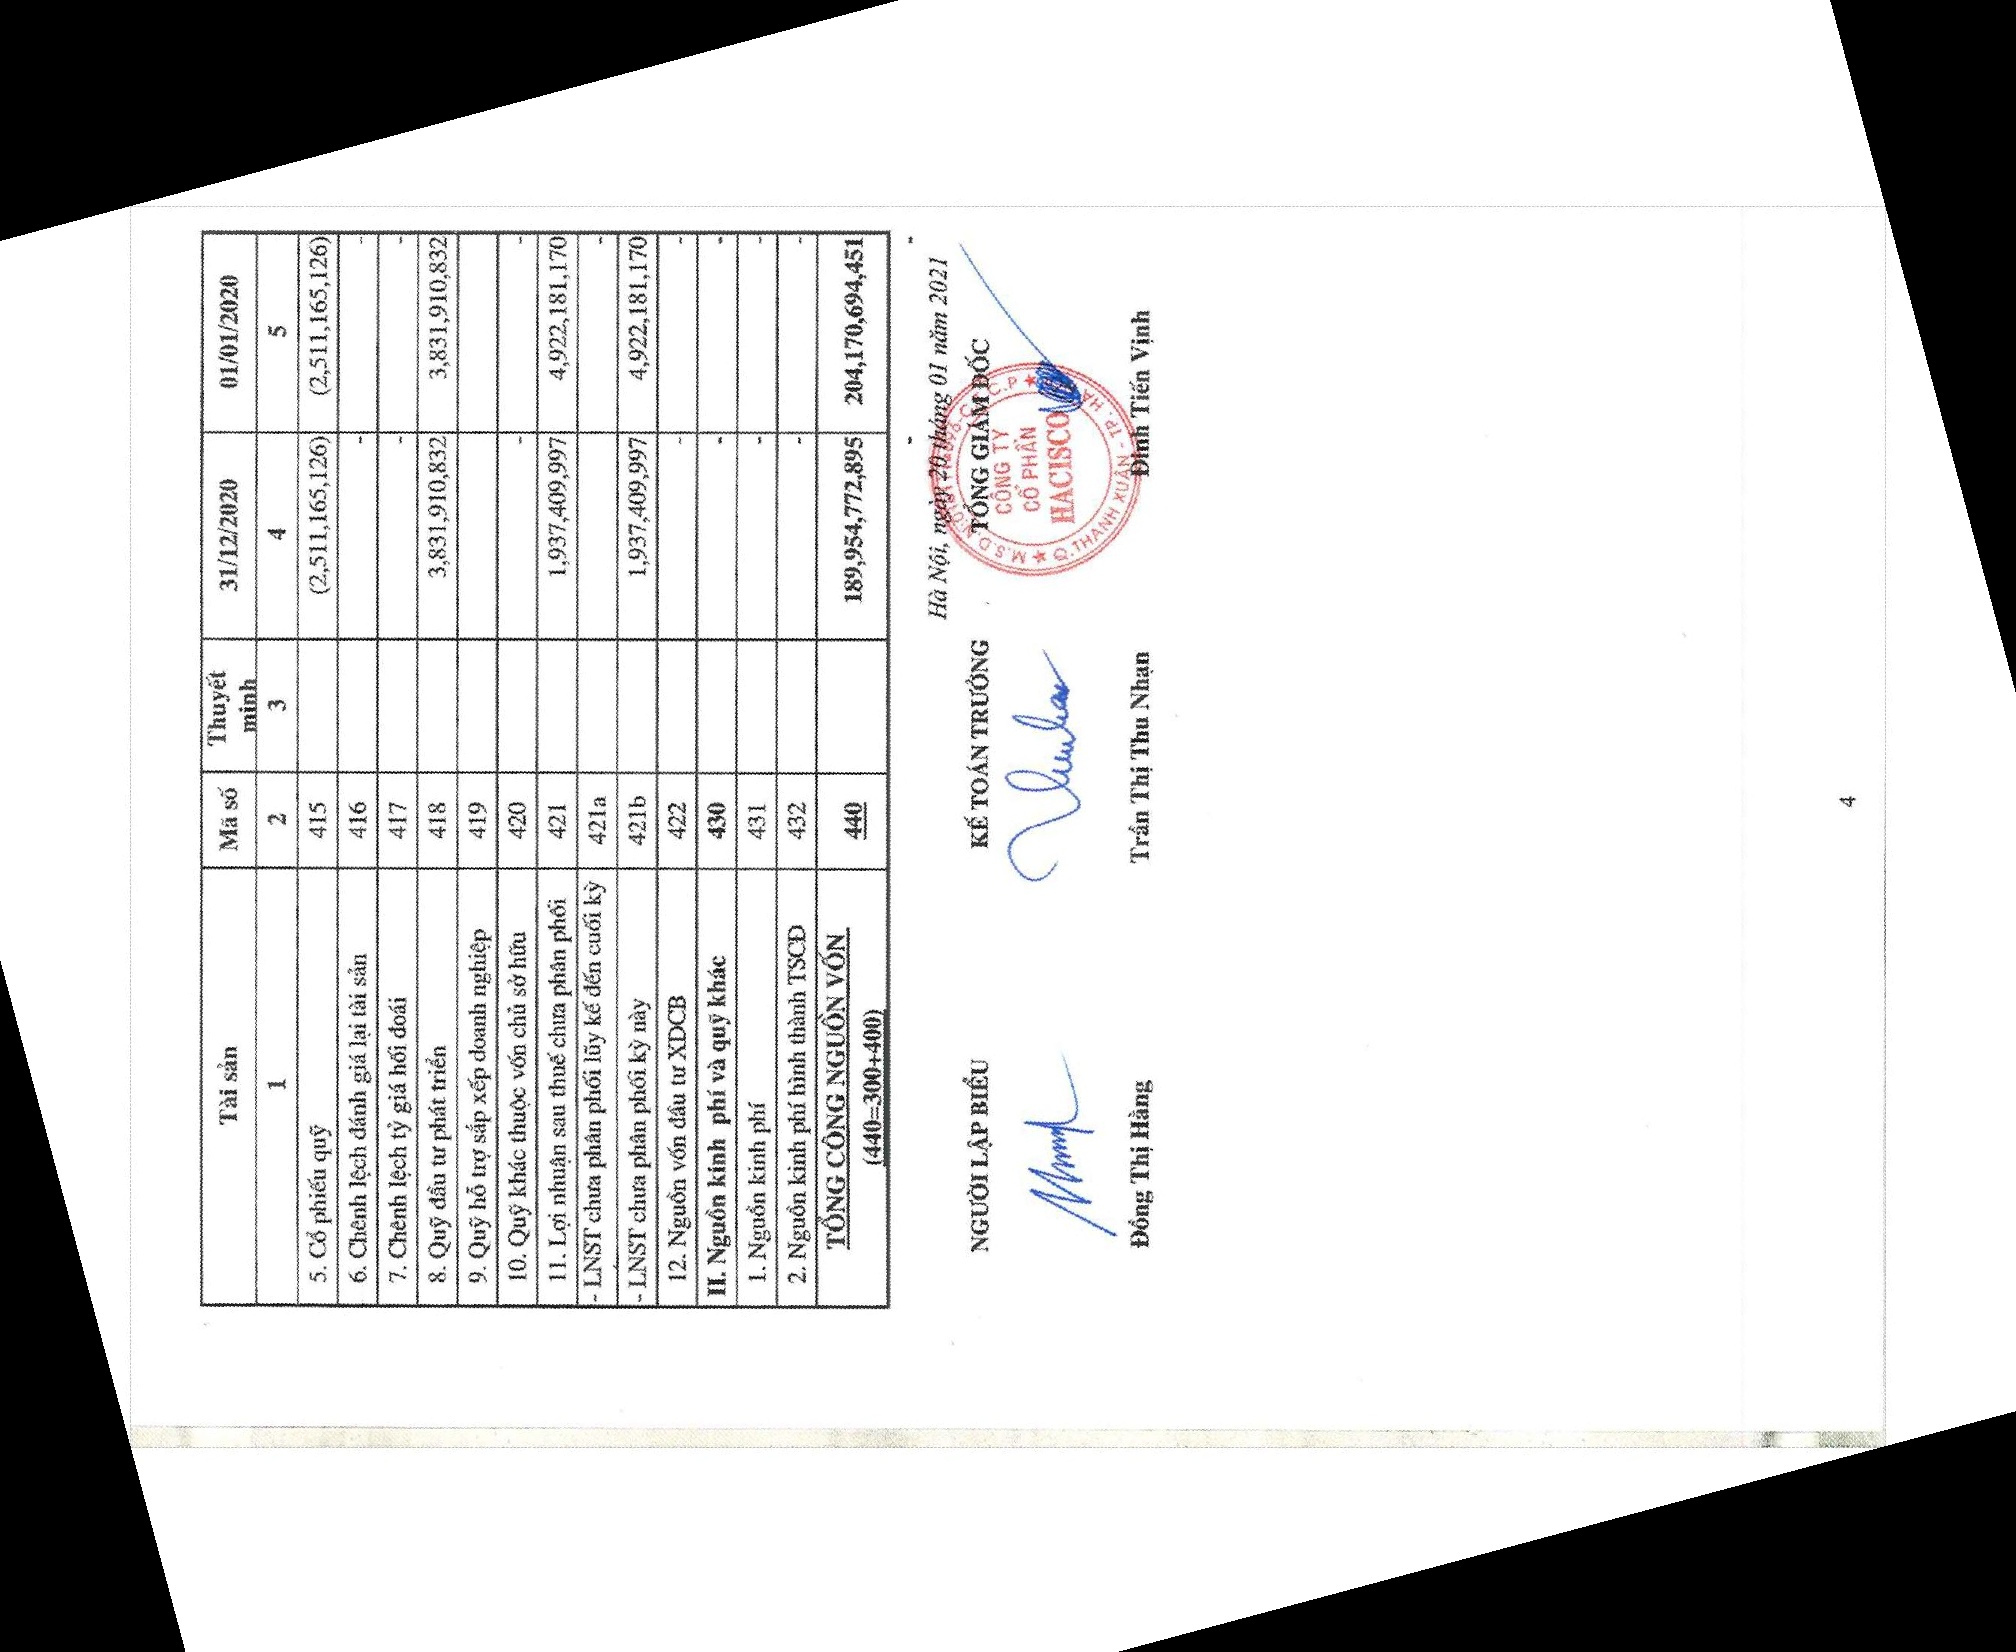 Tài sản Mã số Thuyết minh 31/12/2020 01/01/2020
1 2 3 4 5
5. Cổ phiếu quỹ 415 (2,511,165,126) (2,511,165,126)
6. Chênh lệch đánh giá lại tài sản 416 - -
7. Chênh lệch tỷ giá hối đoái 417 - -
8. Quỹ đầu tư phát triển 418 3,831,910,832 3,831,910,832
9. Quỹ hỗ trợ sắp xếp doanh nghiệp 419
10. Quỹ khác thuộc vốn chủ sở hữu 420 - -
11. Lợi nhuận sau thuế chưa phân phối 421 1,937,409,997 4,922,181,170
- LNST chưa phân phối lũy kế đến cuối kỳ 421a -
- LNST chưa phân phối kỳ này 421b 1,937,409,997 4,922,181,170
12. Nguồn vốn đầu tư XDCB 422 - -
II. Nguồn kinh phí và quỹ khác 430 - -
1. Nguồn kinh phí 431 - -
2. Nguồn kinh phí hình thành TSCĐ 432 - -
TỔNG CỘNG NGUỒN VỐN 440 189,954,772,895 204,170,694,451
(440=300+400)
- -
Hà Nội, ngày 20 tháng 01 năm 2021
NGƯỜI LẬP BIỂU KẾ TOÁN TRƯỞNG TỔNG GIÁM ĐỐC
CÔNG TY
CỔ PHẦN
HACISCO
Q.THANH XUÂN - TP. HÀ
Đồng Thị Hằng Trần Thị Thu Nhạn Đinh Tiến Vịnh
4